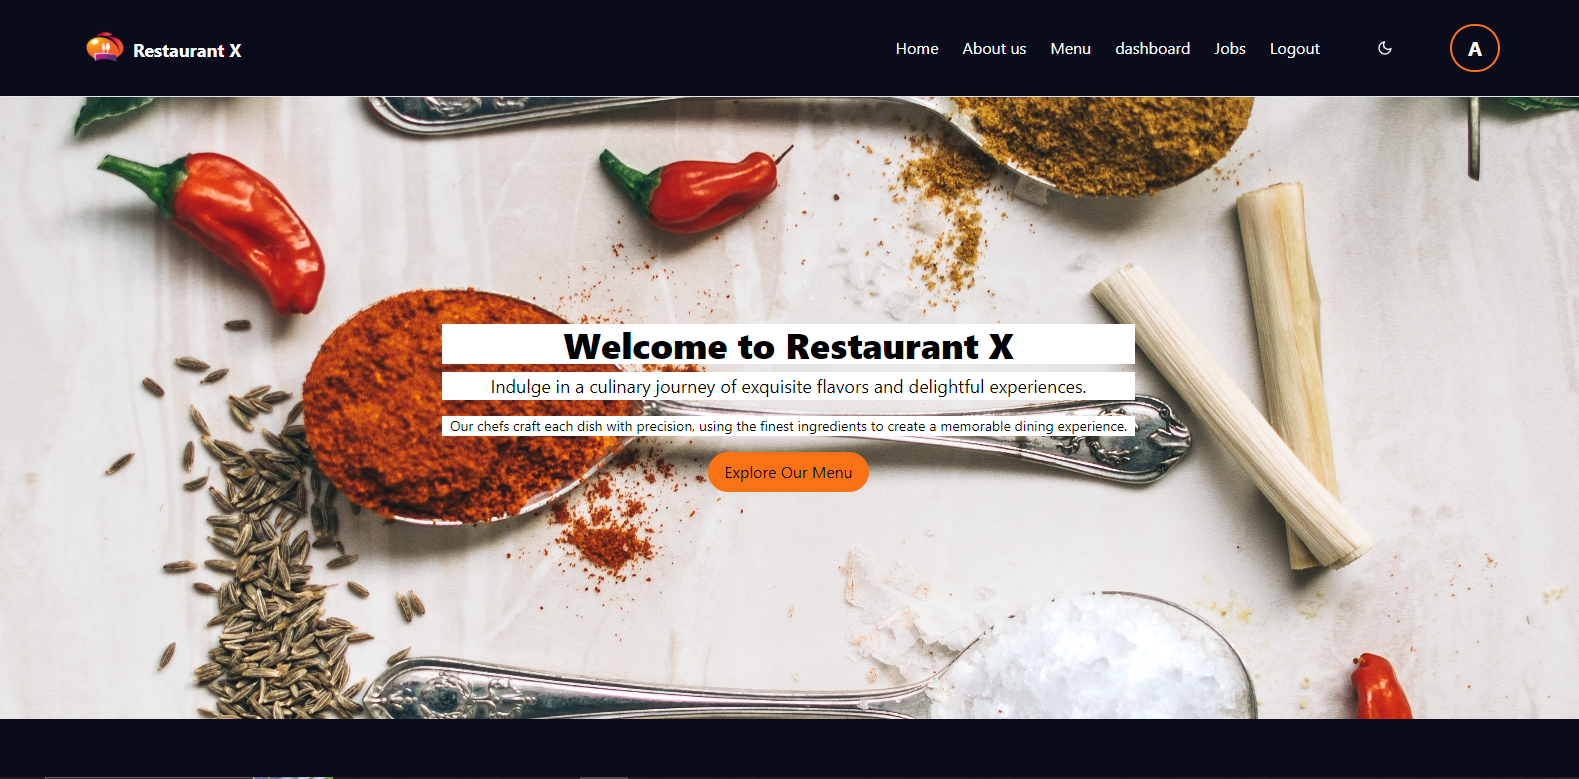 Restaurant X
Home About us Menu dashboard Jobs Logout
A
Welcome to Restaurant X
Indulge in a culinary journey of exquisite flavors and delightful experiences.
Our chefs craft each dish with precision, using the finest ingredients to create a memorable dining experience.
Explore Our Menu